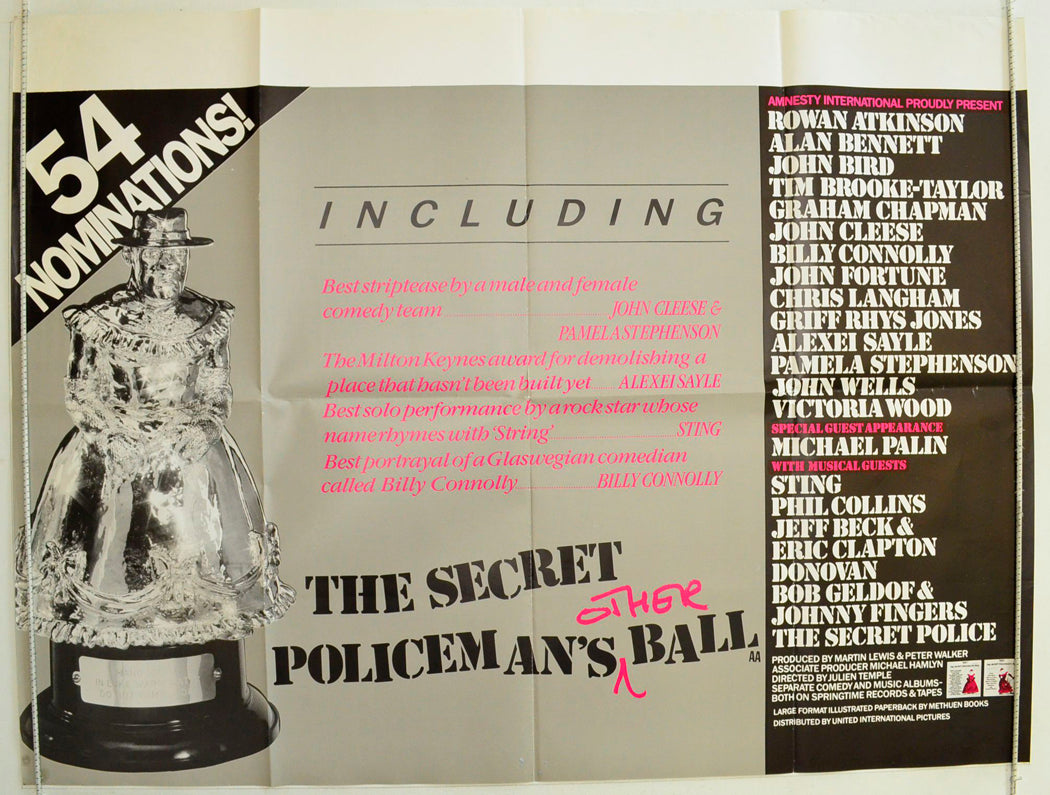 54
NOMINATIONS!
INCLUDING
Best striptease by a male and female
comedy team JOHN CLEESE &
PAMELA STEPHENSON
The Milton Keynes award for demolishing a
place that hasn't been built yet ALEXEI SAYLE
Best solo performance by a rock star whose
name rhymes with 'String' STING
Best portrayal of a Glaswegian comedian
called Billy Connolly BILLY CONNOLLY
THE SECRET
OTHER
POLICEMAN'S BALL
AA
AMNESTY INTERNATIONAL PROUDLY PRESENT
ROWAN ATKINSON
ALAN BENNETT
JOHN BIRD
TIM BROOKE-TAYLOR
GRAHAM CHAPMAN
JOHN CLEESE
BILLY CONNOLLY
JOHN FORTUNE
CHRIS LANGHAM
GRIFF RHYS JONES
ALEXEI SAYLE
PAMELA STEPHENSON
JOHN WELLS
VICTORIA WOOD
SPECIAL GUEST APPEARANCE
MICHAEL PALIN
WITH MUSICAL GUESTS
STING
PHIL COLLINS
JEFF BECK &
ERIC CLAPTON
DONOVAN
BOB GELDOF &
JOHNNY FINGERS
THE SECRET POLICE
PRODUCED BY MARTIN LEWIS & PETER WALKER
ASSOCIATE PRODUCER MICHAEL HAMLYN
DIRECTED BY JULIEN TEMPLE
SEPARATE COMEDY AND MUSIC ALBUMS-
BOTH ON SPRINGTIME RECORDS & TAPES
LARGE FORMAT ILLUSTRATED PAPERBACK BY METHUEN BOOKS
DISTRIBUTED BY UNITED INTERNATIONAL PICTURES